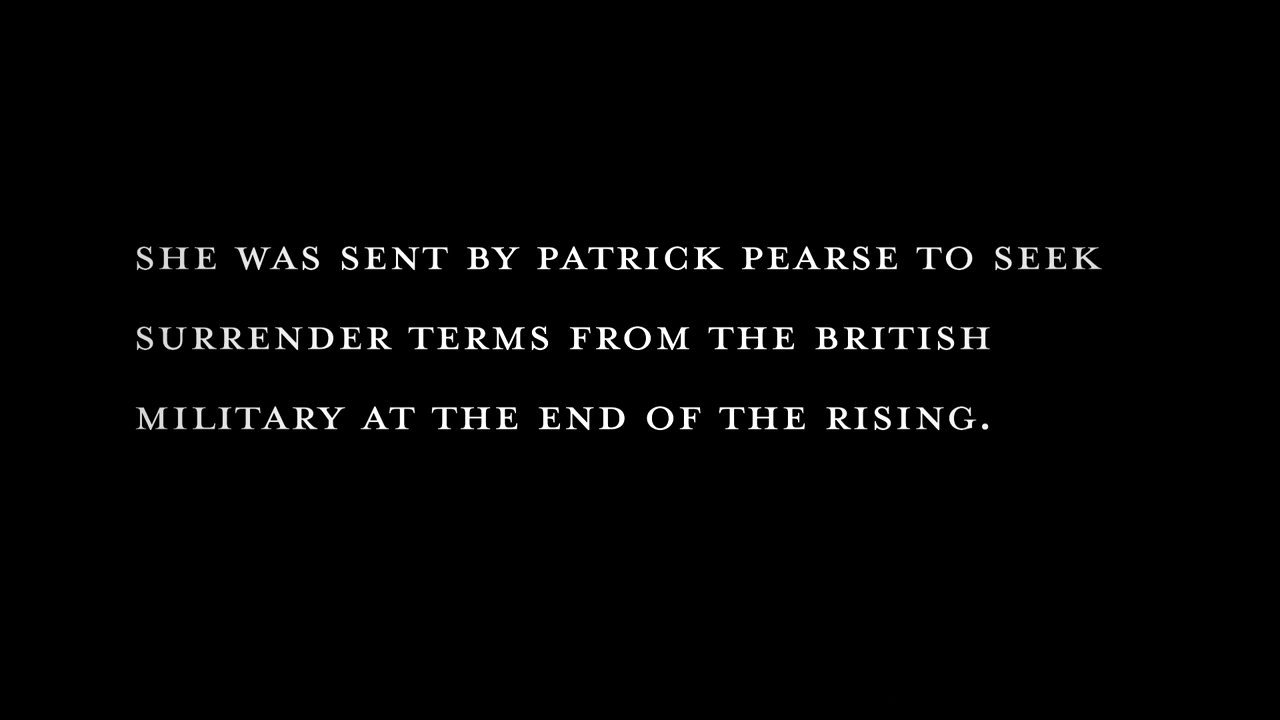 SHE WAS SENT BY PATRICK PEARSE TO SEEK
SURRENDER TERMS FROM THE BRITISH
MILITARY AT THE END OF THE RISING.